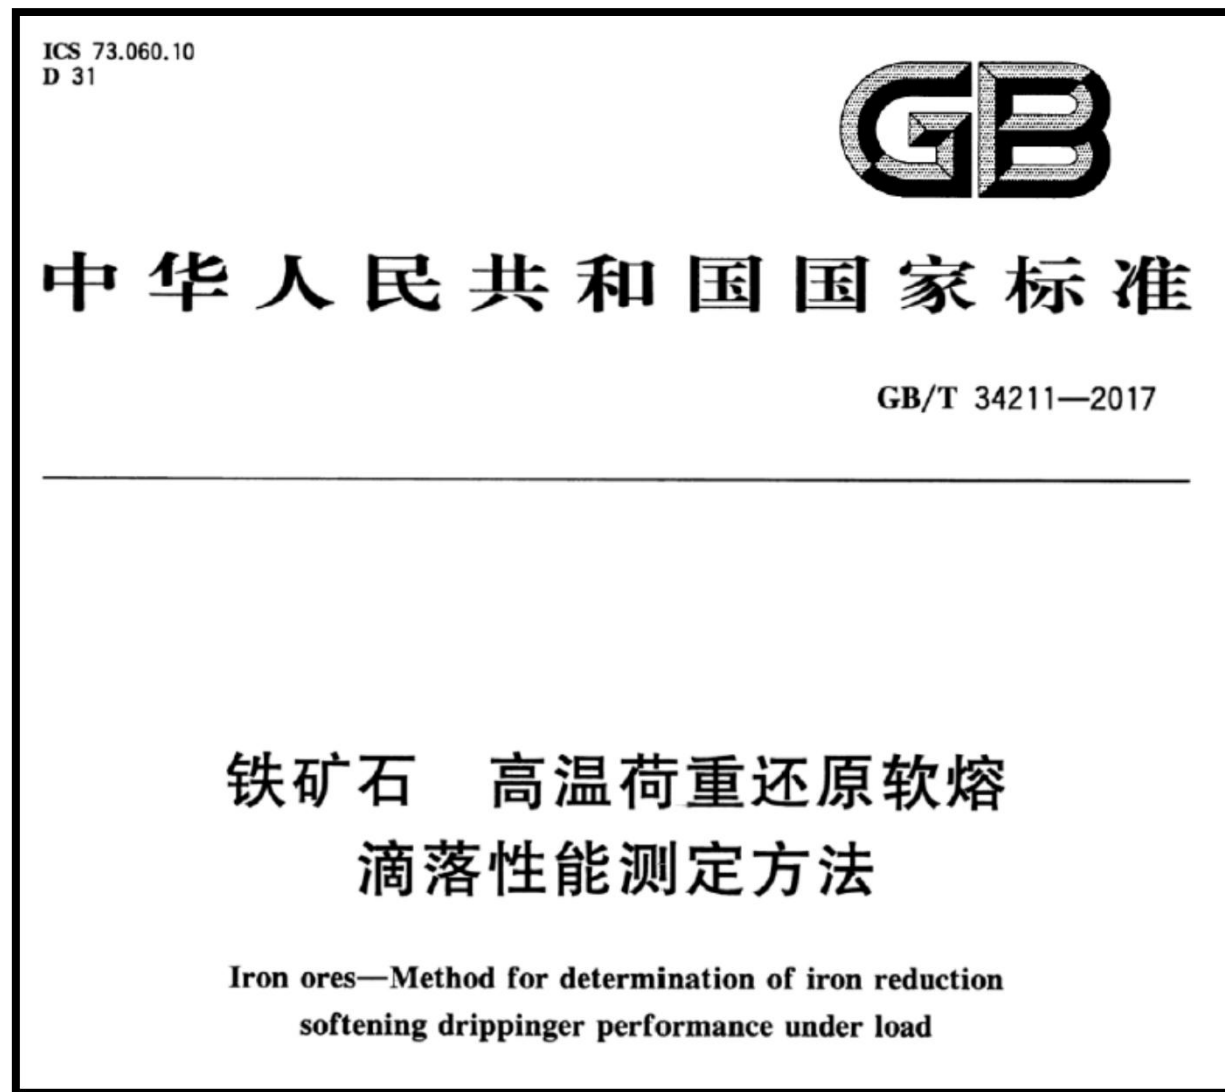 ICS 73.060.10
D 31
GB
中华人民共和国国家标准
GB/T 34211—2017
铁矿石 高温荷重还原软熔
滴落性能测定方法
Iron ores—Method for determination of iron reduction
softening drippinger performance under load